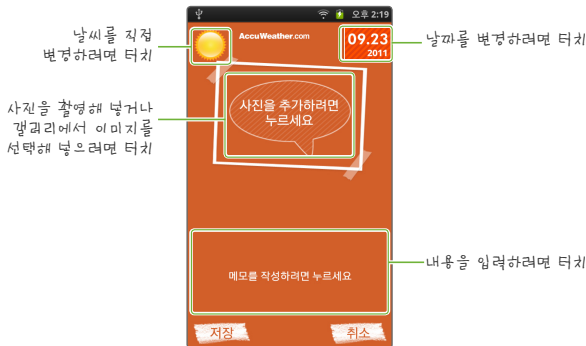 오후 2:19
날씨를 직접
변경하려면 터치
AccuWeather.com
09.23
2011
날짜를 변경하려면 터치
사진을 촬영해 넣거나
갤러리에서 이미지를
선택해 넣으려면 터치
사진을 추가하려면
누르세요
메모를 작성하려면 누르세요
내용을 입력하려면 터치
저장
취소